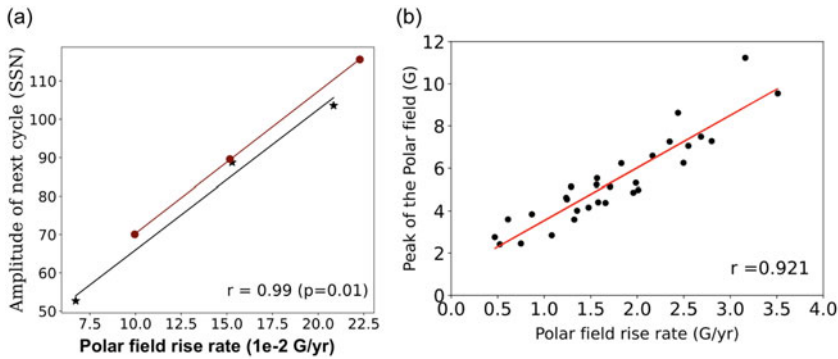 (a)
Amplitude of next cycle (SSN)
110
100
90
80
70
60
50
7.5 10.0 12.5 15.0 17.5 20.0 22.5
r = 0.99 (p=0.01)
Polar field rise rate (1e-2 G/yr)
(b)
Peak of the Polar field (G)
12
10
8
6
4
2
0
0.0 0.5 1.0 1.5 2.0 2.5 3.0 3.5 4.0
r =0.921
Polar field rise rate (G/yr)